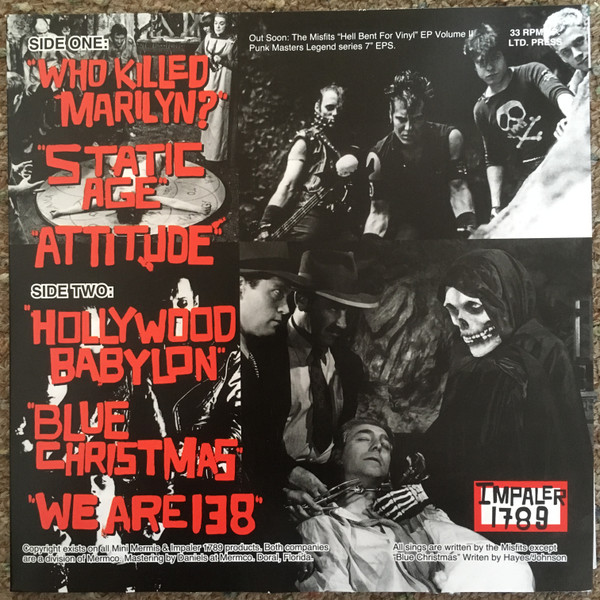 SIDE ONE:
"WHO KILLED
MARILYN?"
"STATIC
AGE"
"ATTITUDE"
SIDE TWO:
"HOLLYWOOD
BABYLON"
"BLUE
CHRISTMAS"
"WE ARE 138"
Copyright exists on all Mini Mermis & Impaler 1789 products. Both companies
are a division of Mermco. Mastering by Daniels at Mermco. Doral, Florida.
Out Soon: The Misfits "Hell Bent For Vinyl" EP Volume II
Punk Masters Legend series 7" EPS.
33 RPM
LTD. PRESS
IMPALER
1789
All sings are written by the Misfits except
"Blue Christmas" Writen by Hayes/Johnson